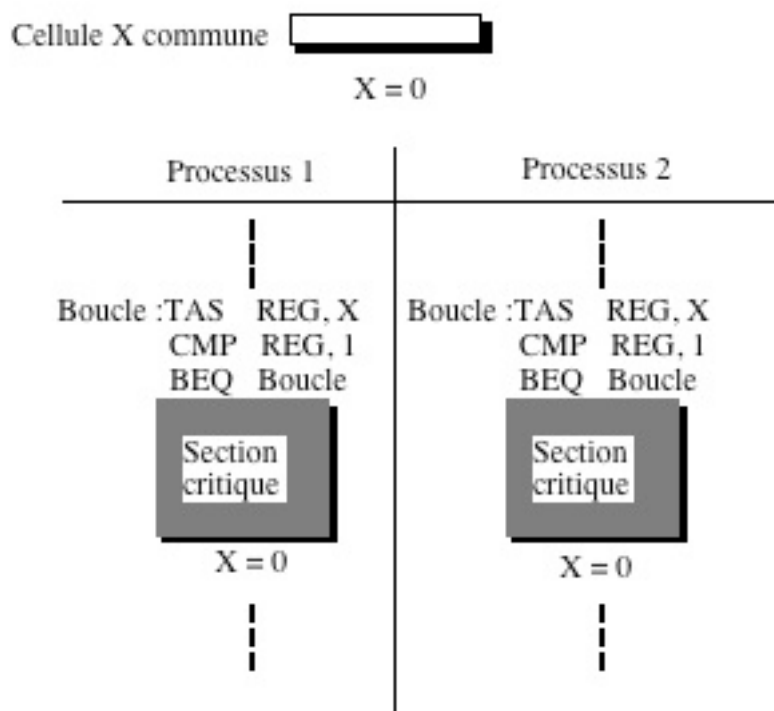 Cellule X commune
X = 0
Processus 1
Processus 2
Boucle :TAS REG, X
CMP REG, 1
BEQ Boucle
Section
critique
X = 0
Boucle :TAS REG, X
CMP REG, 1
BEQ Boucle
Section
critique
X = 0